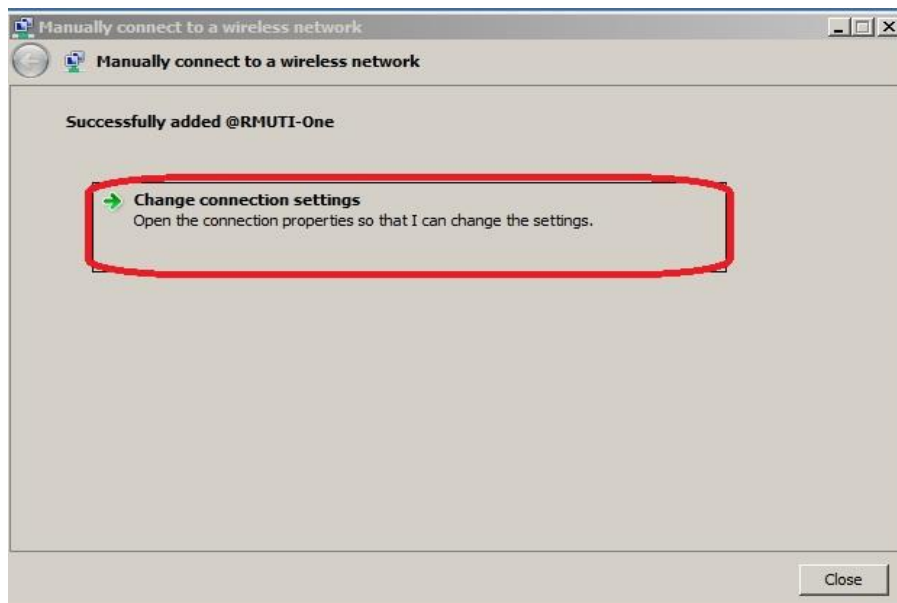 Manually connect to a wireless network
Manually connect to a wireless network
Successfully added @RMUTI-One
Change connection settings
Open the connection properties so that I can change the settings.
Close